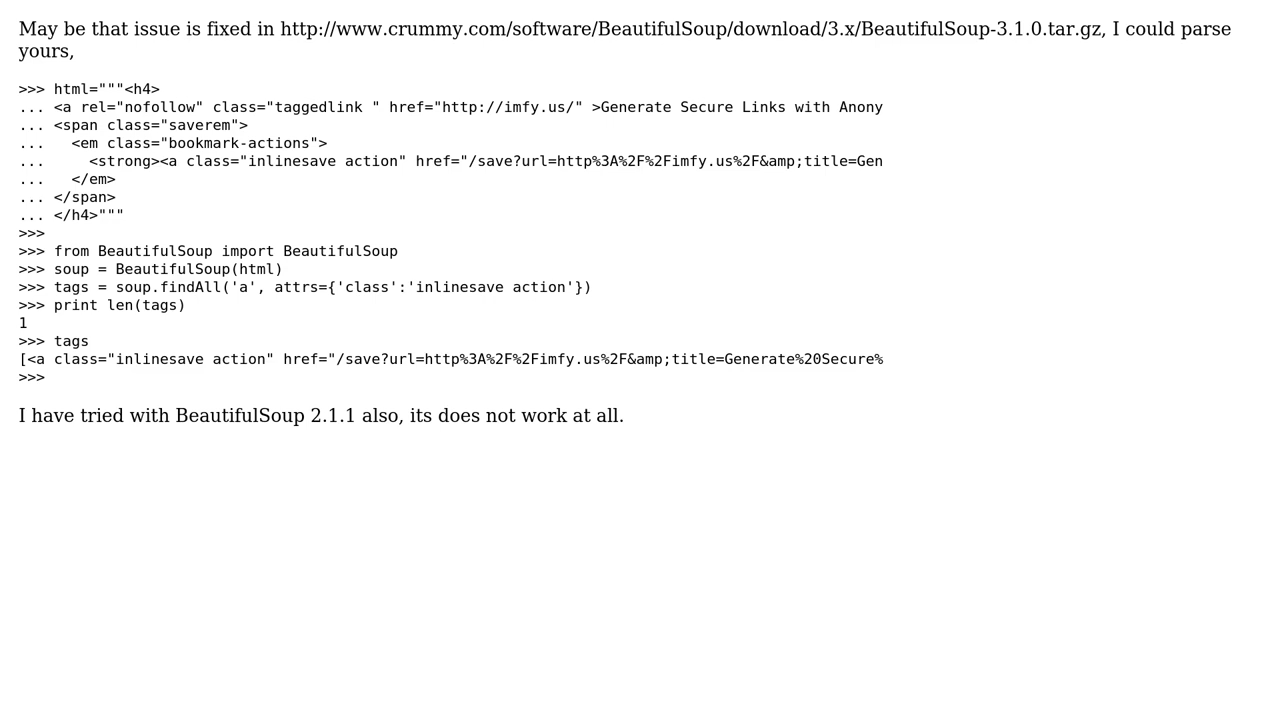 May be that issue is fixed in http://www.crummy.com/software/BeautifulSoup/download/3.x/BeautifulSoup-3.1.0.tar.gz, I could parse
yours,
>>> html="""<h4>
... <a rel="nofollow" class="taggedlink " href="http://imfy.us/" >Generate Secure Links with Anony
... <span class="saverem">
...   <em class="bookmark-actions">
...     <strong><a class="inlinesave action" href="/save?url=http%3A%2F%2Fimfy.us%2F&amp;title=Gen
...   </em>
... </span>
... </h4>"""
>>>
>>> from BeautifulSoup import BeautifulSoup
>>> soup = BeautifulSoup(html)
>>> tags = soup.findAll('a', attrs={'class':'inlinesave action'})
>>> print len(tags)
1
>>> tags
[<a class="inlinesave action" href="/save?url=http%3A%2F%2Fimfy.us%2F&amp;title=Generate%20Secure%
>>>
I have tried with BeautifulSoup 2.1.1 also, its does not work at all.